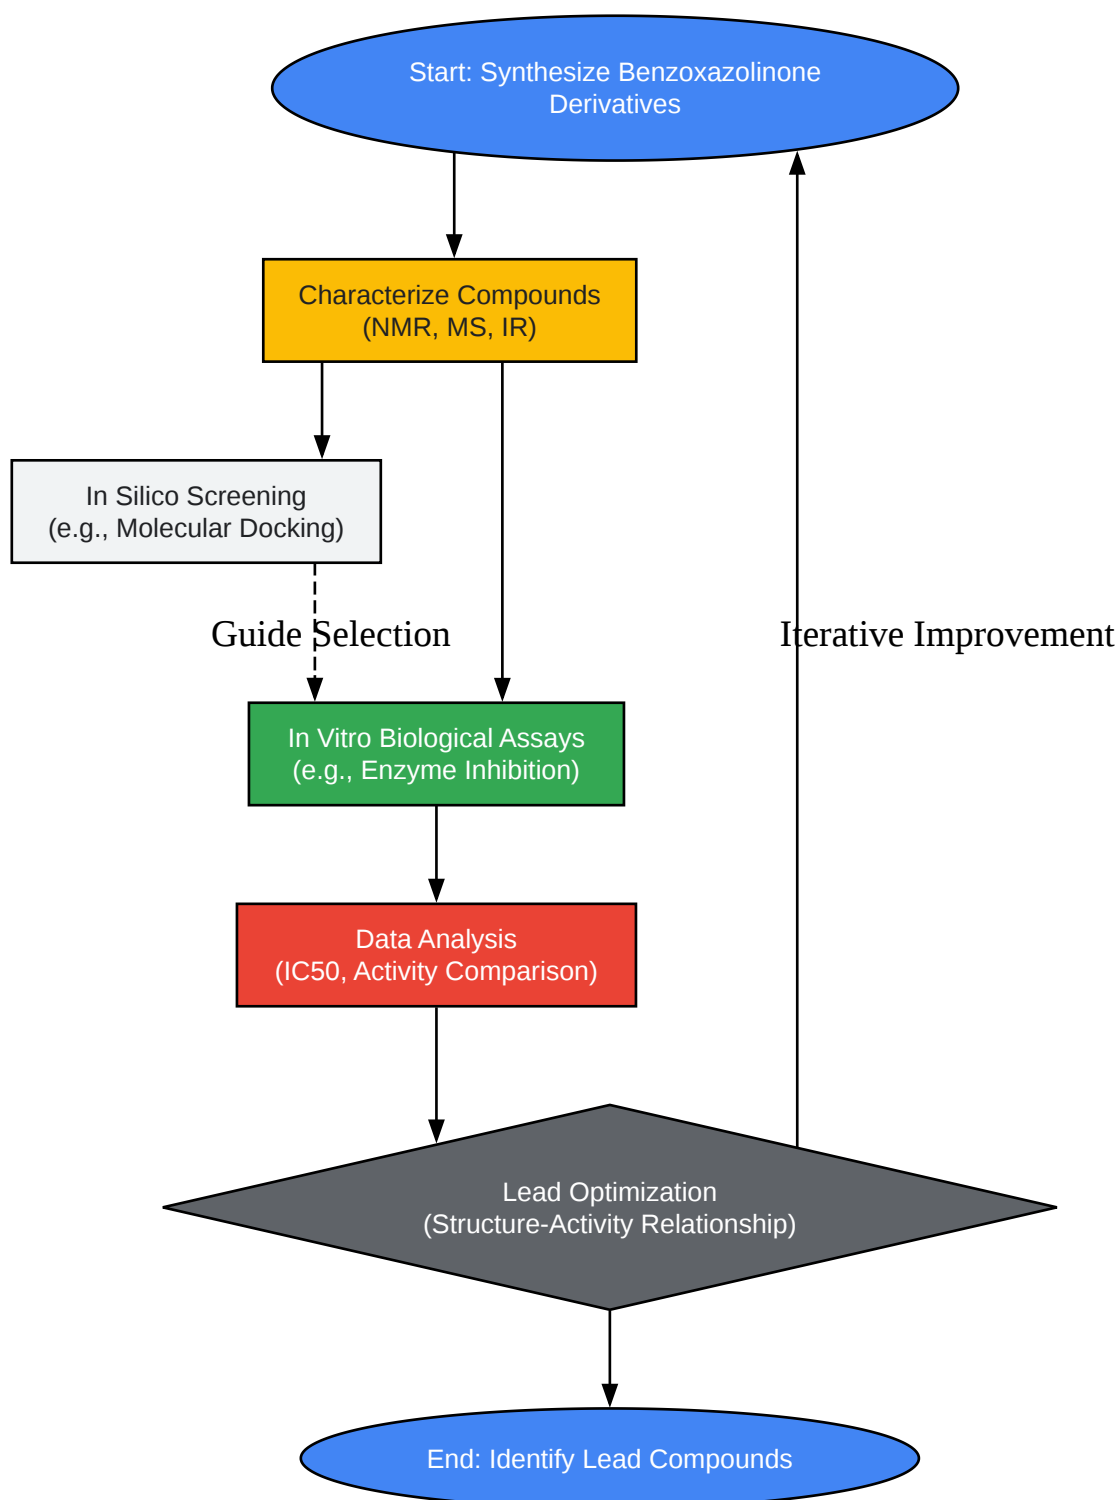 Start: Synthesize Benzoxazolinone
Derivatives
Characterize Compounds
(NMR, MS, IR)
In Silico Screening
(e.g., Molecular Docking)
Guide Selection
Iterative Improvement
In Vitro Biological Assays
(e.g., Enzyme Inhibition)
Data Analysis
(IC50, Activity Comparison)
Lead Optimization
(Structure-Activity Relationship)
End: Identify Lead Compounds